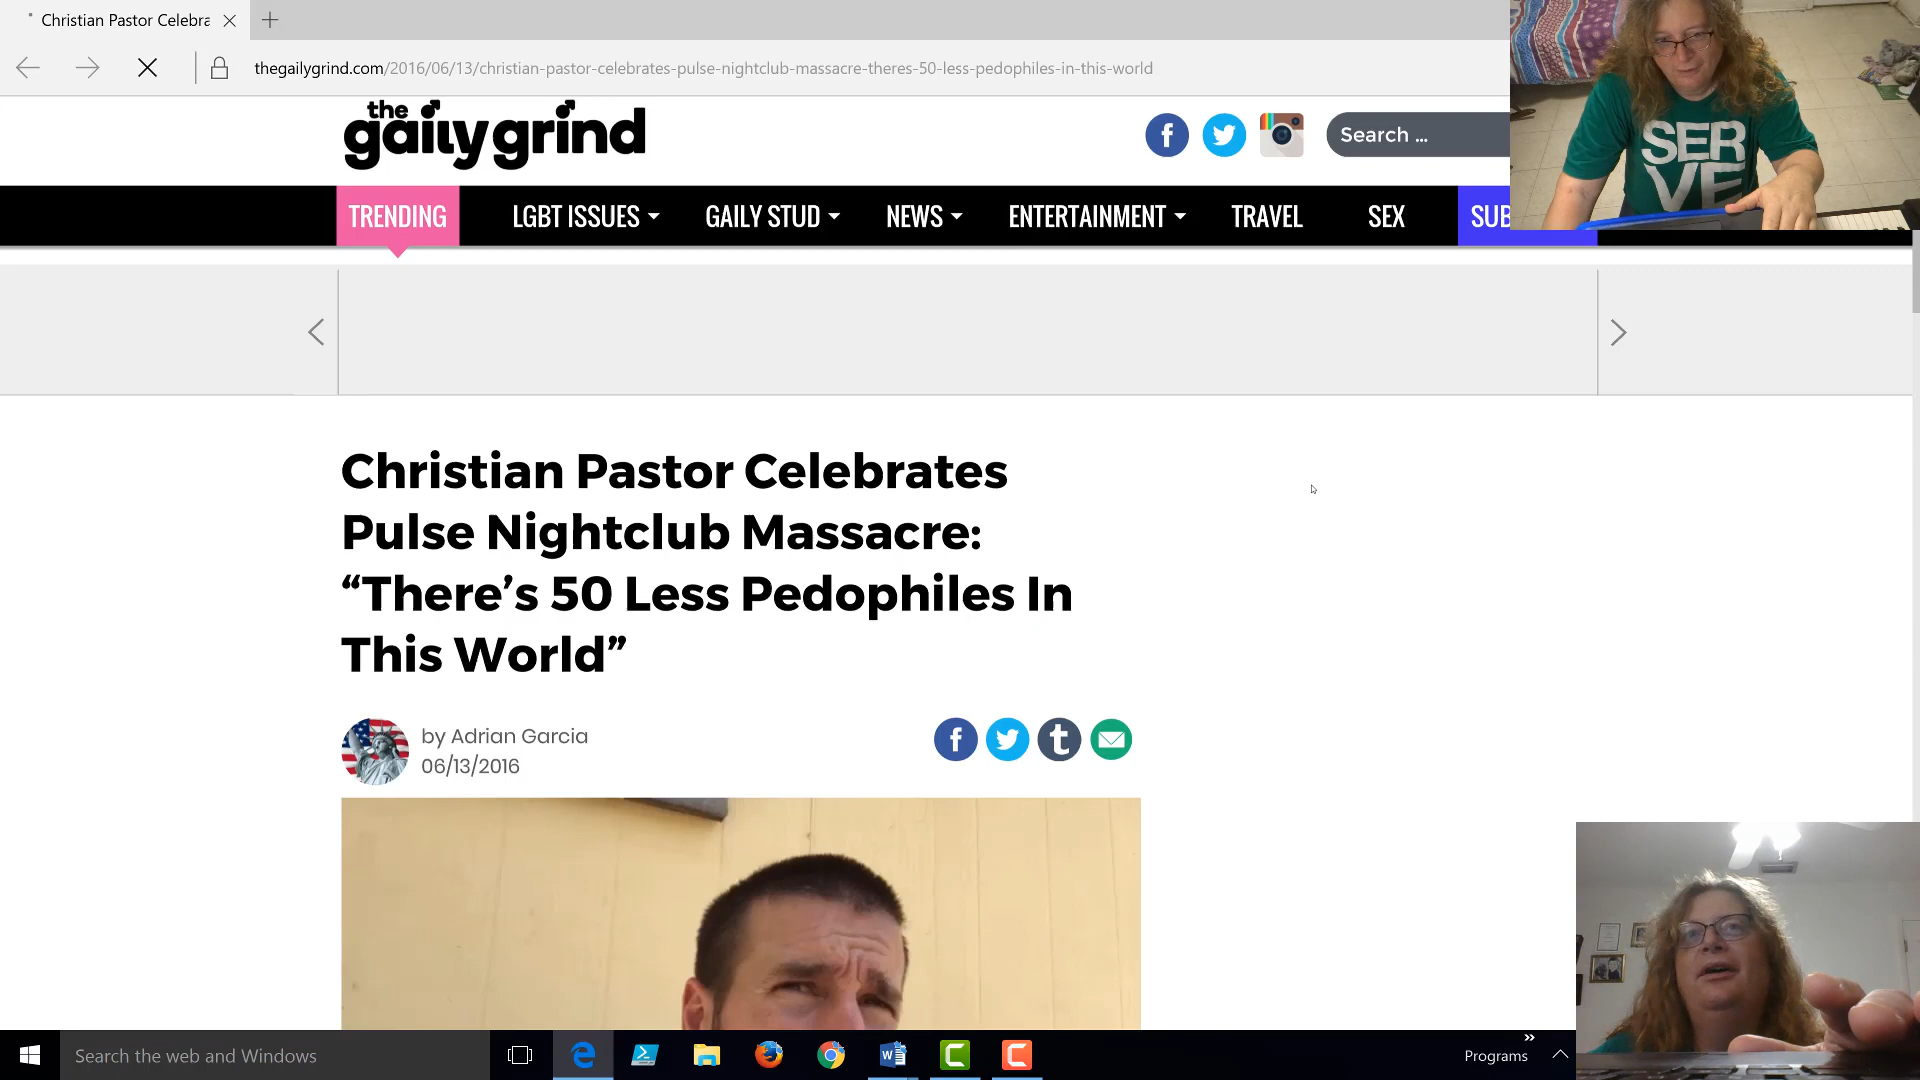 Christian Pastor Celebra
thegailygrind.com/2016/06/13/christian-pastor-celebrates-pulse-nightclub-massacre-theres-50-less-pedophiles-in-this-world
the
gailygrind
Search ...
TRENDING
LGBT ISSUES
GAILY STUD
NEWS
ENTERTAINMENT
TRAVEL
SEX
SUB
SER
VE
Christian Pastor Celebrates
Pulse Nightclub Massacre:
“There’s 50 Less Pedophiles In
This World”
by Adrian Garcia
06/13/2016
Search the web and Windows
Programs